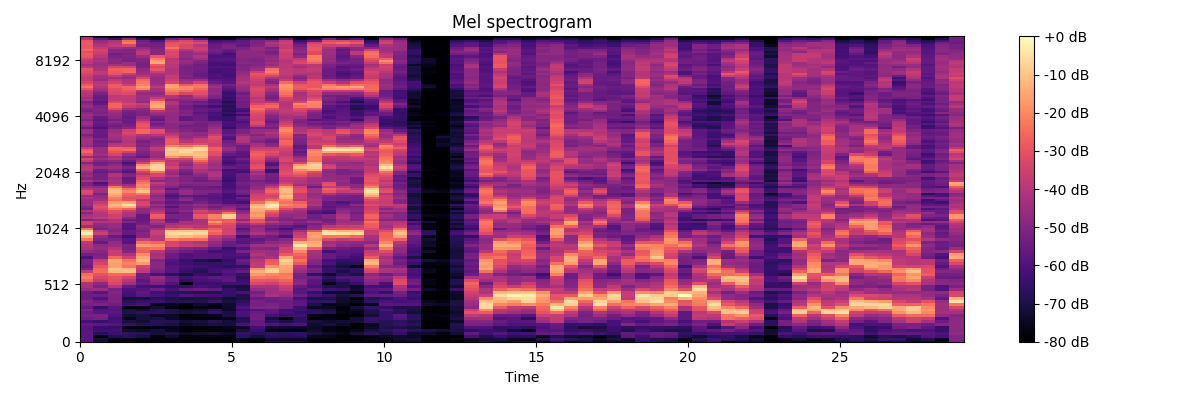 Mel spectrogram
8192
4096
2048
1024
512
0
Hz
0 5 10 15 20 25
Time
+0 dB
-10 dB
-20 dB
-30 dB
-40 dB
-50 dB
-60 dB
-70 dB
-80 dB